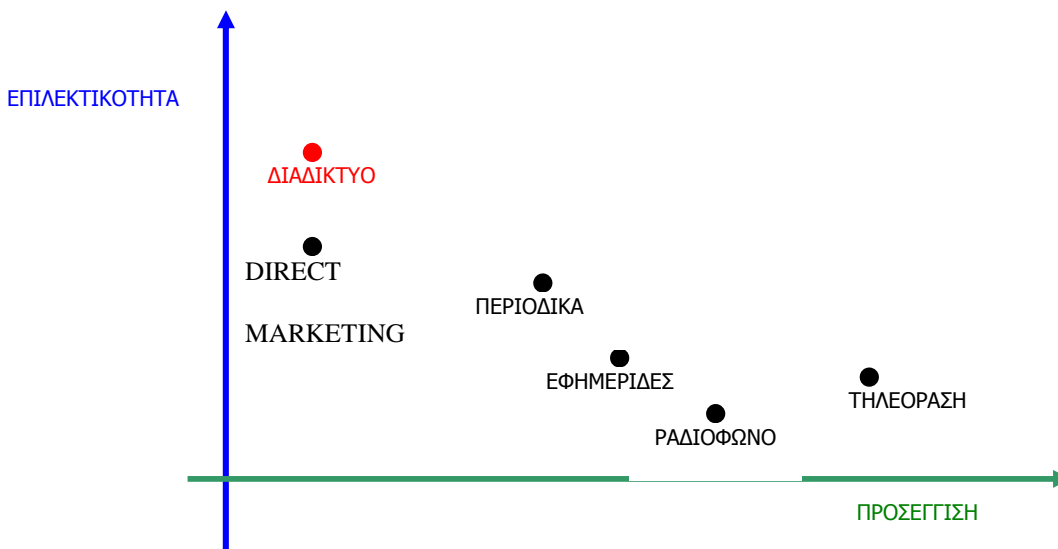 ΕΠΙΛΕΚΤΙΚΟΤΗΤΑ
ΔΙΑΔΙΚΤΥΟ
DIRECT
MARKETING
ΠΕΡΙΟΔΙΚΑ
ΕΦΗΜΕΡΙΔΕΣ
ΤΗΛΕΟΡΑΣΗ
ΡΑΔΙΟΦΩΝΟ
ΠΡΟΣΕΓΓΙΣΗ